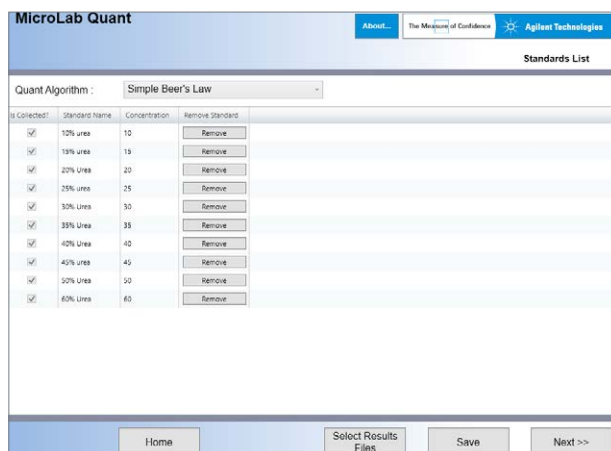 MicroLab Quant
About...
The Measure of Confidence
Agilent Technologies
Standards List
Quant Algorithm : Simple Beer's Law
Is Collected? Standard Name Concentration Remove Standard
10% urea 10 Remove
15% urea 15 Remove
20% Urea 20 Remove
25% urea 25 Remove
30% Urea 30 Remove
35% Urea 35 Remove
40% Urea 40 Remove
45% urea 45 Remove
50% Urea 50 Remove
60% Urea 60 Remove
Home
Select Results
Files
Save
Next >>